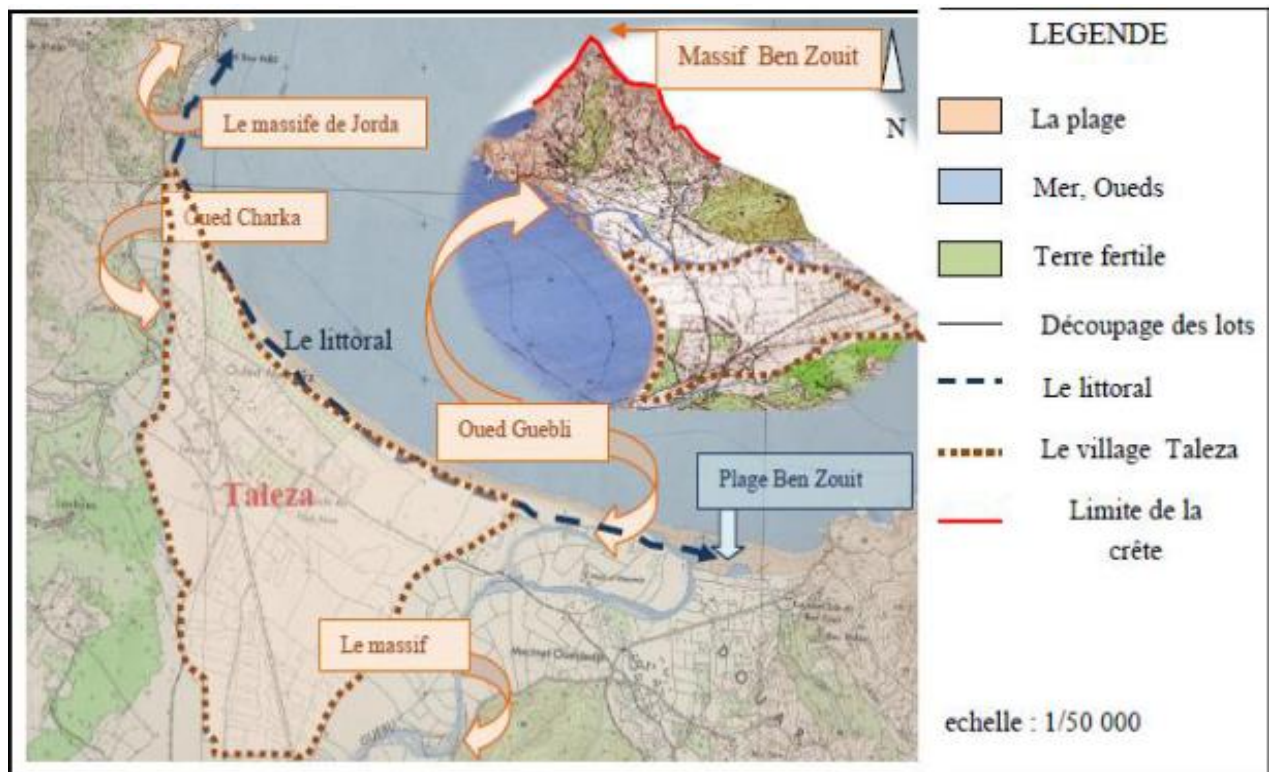 LEGENDE
Massif Ben Zouit
N
La plage
Le massife de Jorda
Mer, Oueds
Oued Charka
Terre fertile
Le littoral
Découpage des lots
Le littoral
Oued Guebli
Le village Taleza
Plage Ben Zouit
Taleza
Limite de la
crête
Le massif
GUEBLI
echelle : 1/50 000